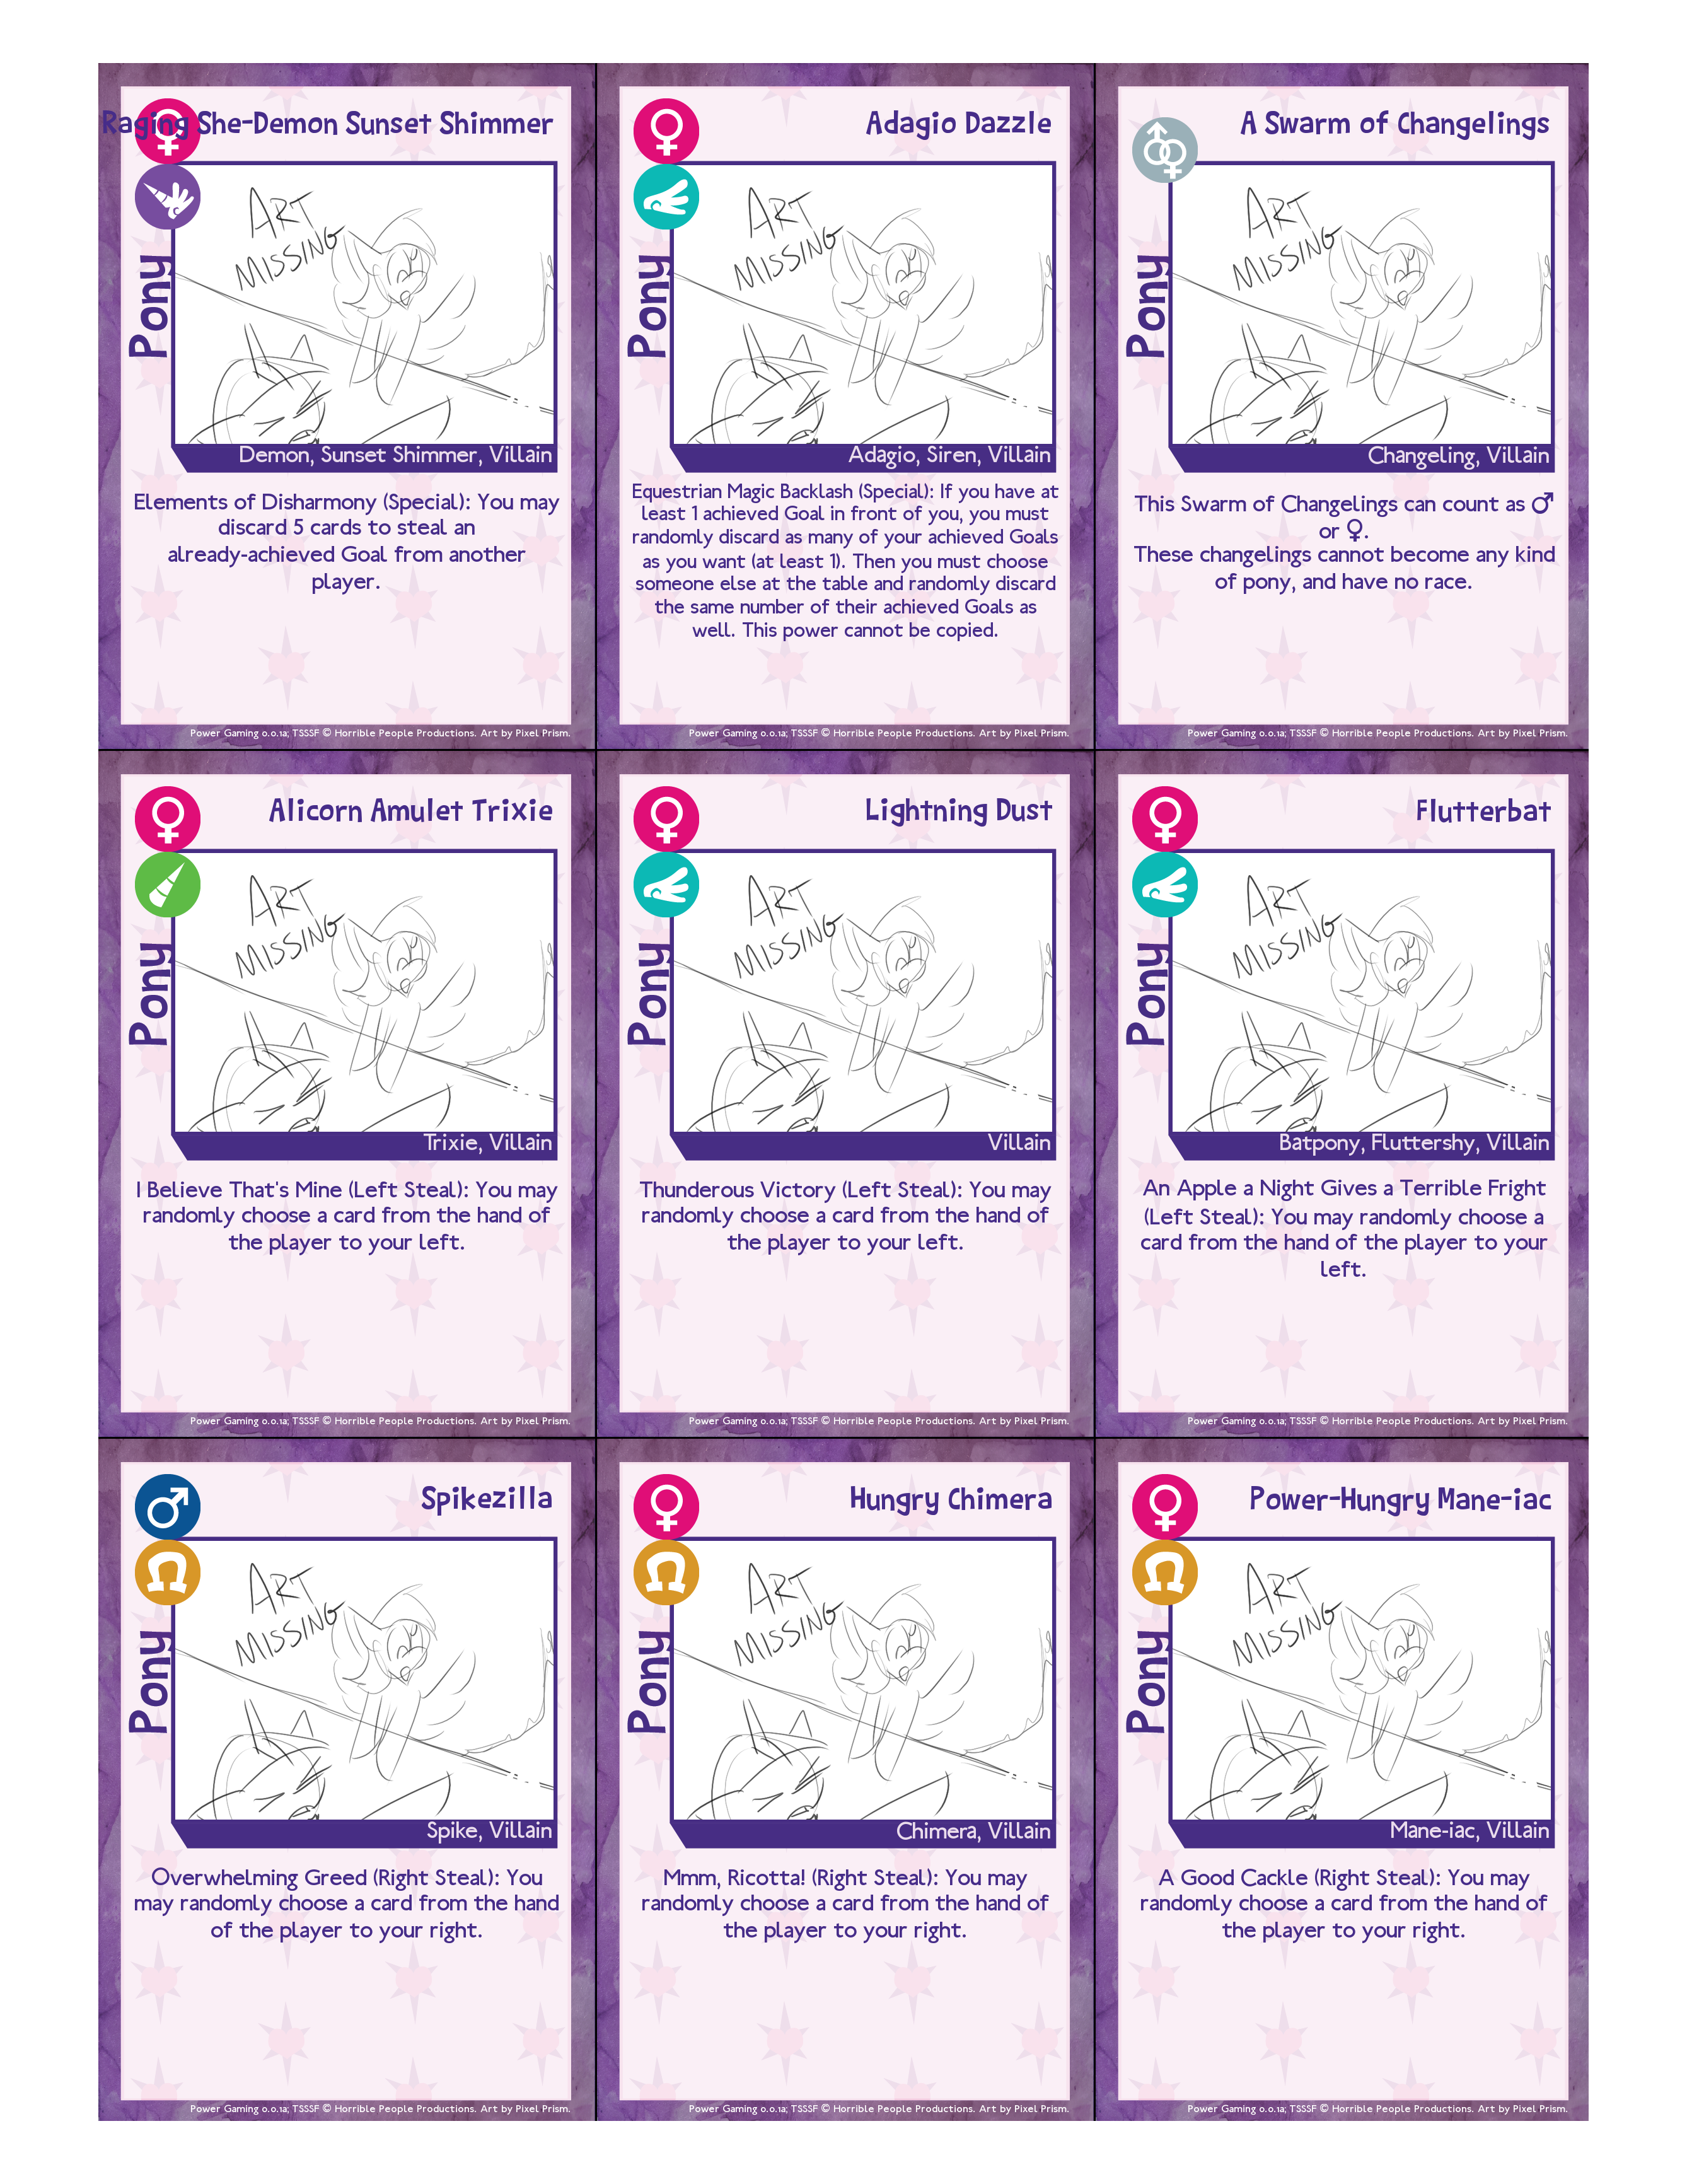 Raging She-Demon Sunset Shimmer
ART
MISSING
Pony
Demon, Sunset Shimmer, Villain
Elements of Disharmony (Special): You may
discard 5 cards to steal an
already-achieved Goal from another
player.
Power Gaming 0.0.1a; TSSSF © Horrible People Productions. Art by Pixel Prism.
Adagio Dazzle
ART
MISSING
Pony
Adagio, Siren, Villain
Equestrian Magic Backlash (Special): If you have at
least 1 achieved Goal in front of you, you must
randomly discard as many of your achieved Goals
as you want (at least 1). Then you must choose
someone else at the table and randomly discard
the same number of their achieved Goals as
well. This power cannot be copied.
Power Gaming 0.0.1a; TSSSF © Horrible People Productions. Art by Pixel Prism.
A Swarm of Changelings
ART
MISSING
Pony
Changeling, Villain
This Swarm of Changelings can count as ♂
or ♀.
These changelings cannot become any kind
of pony, and have no race.
Power Gaming 0.0.1a; TSSSF © Horrible People Productions. Art by Pixel Prism.
Alicorn Amulet Trixie
ART
MISSING
Pony
Trixie, Villain
I Believe That's Mine (Left Steal): You may
randomly choose a card from the hand of
the player to your left.
Power Gaming 0.0.1a; TSSSF © Horrible People Productions. Art by Pixel Prism.
Lightning Dust
ART
MISSING
Pony
Villain
Thunderous Victory (Left Steal): You may
randomly choose a card from the hand of
the player to your left.
Power Gaming 0.0.1a; TSSSF © Horrible People Productions. Art by Pixel Prism.
Flutterbat
ART
MISSING
Pony
Batpony, Fluttershy, Villain
An Apple a Night Gives a Terrible Fright
(Left Steal): You may randomly choose a
card from the hand of the player to your
left.
Power Gaming 0.0.1a; TSSSF © Horrible People Productions. Art by Pixel Prism.
Spikezilla
ART
MISSING
Pony
Spike, Villain
Overwhelming Greed (Right Steal): You
may randomly choose a card from the hand
of the player to your right.
Power Gaming 0.0.1a; TSSSF © Horrible People Productions. Art by Pixel Prism.
Hungry Chimera
ART
MISSING
Pony
Chimera, Villain
Mmm, Ricotta! (Right Steal): You may
randomly choose a card from the hand of
the player to your right.
Power Gaming 0.0.1a; TSSSF © Horrible People Productions. Art by Pixel Prism.
Power-Hungry Mane-iac
ART
MISSING
Pony
Mane-iac, Villain
A Good Cackle (Right Steal): You may
randomly choose a card from the hand of
the player to your right.
Power Gaming 0.0.1a; TSSSF © Horrible People Productions. Art by Pixel Prism.